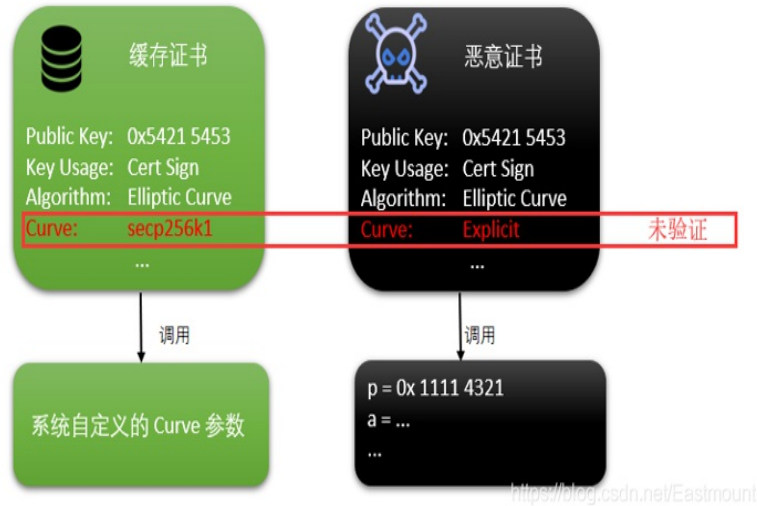 缓存证书
Public Key: 0x5421 5453
Key Usage: Cert Sign
Algorithm: Elliptic Curve
Curve: secp256k1
...
调用
系统自定义的 Curve 参数
恶意证书
Public Key: 0x5421 5453
Key Usage: Cert Sign
Algorithm: Elliptic Curve
Curve: Explicit
...
未验证
调用
p = 0x 1111 4321
a = ...
...
https://blog.csdn.net/Eastmount